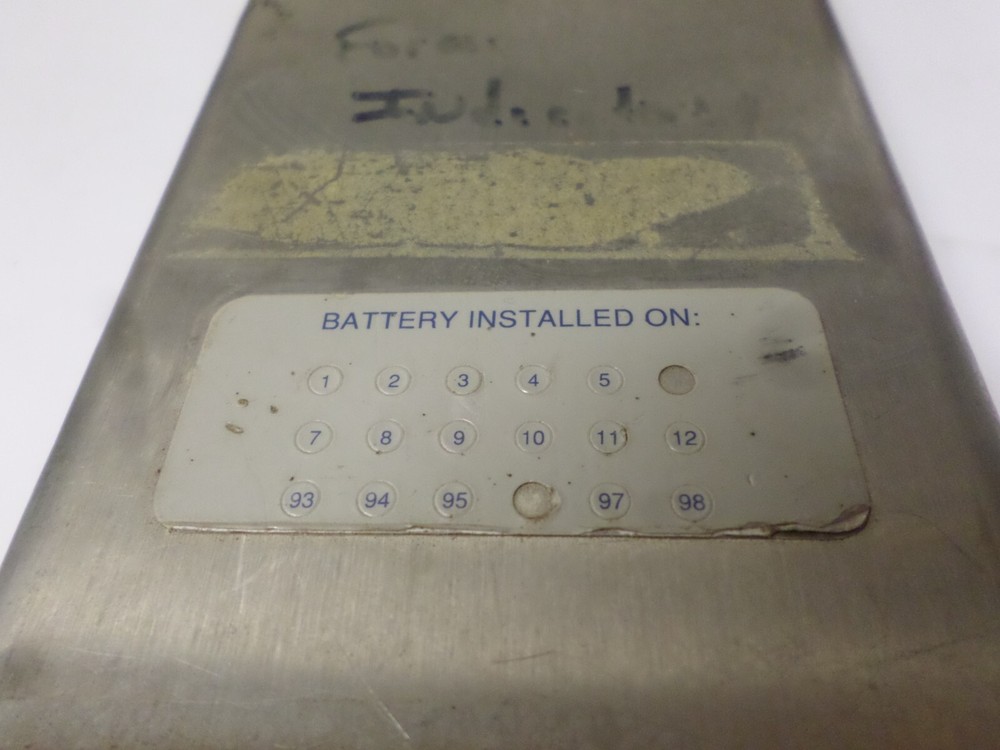 BATTERY INSTALLED ON:
1 2 3 4 5
7 8 9 10 11 12
93 94 95 97 98